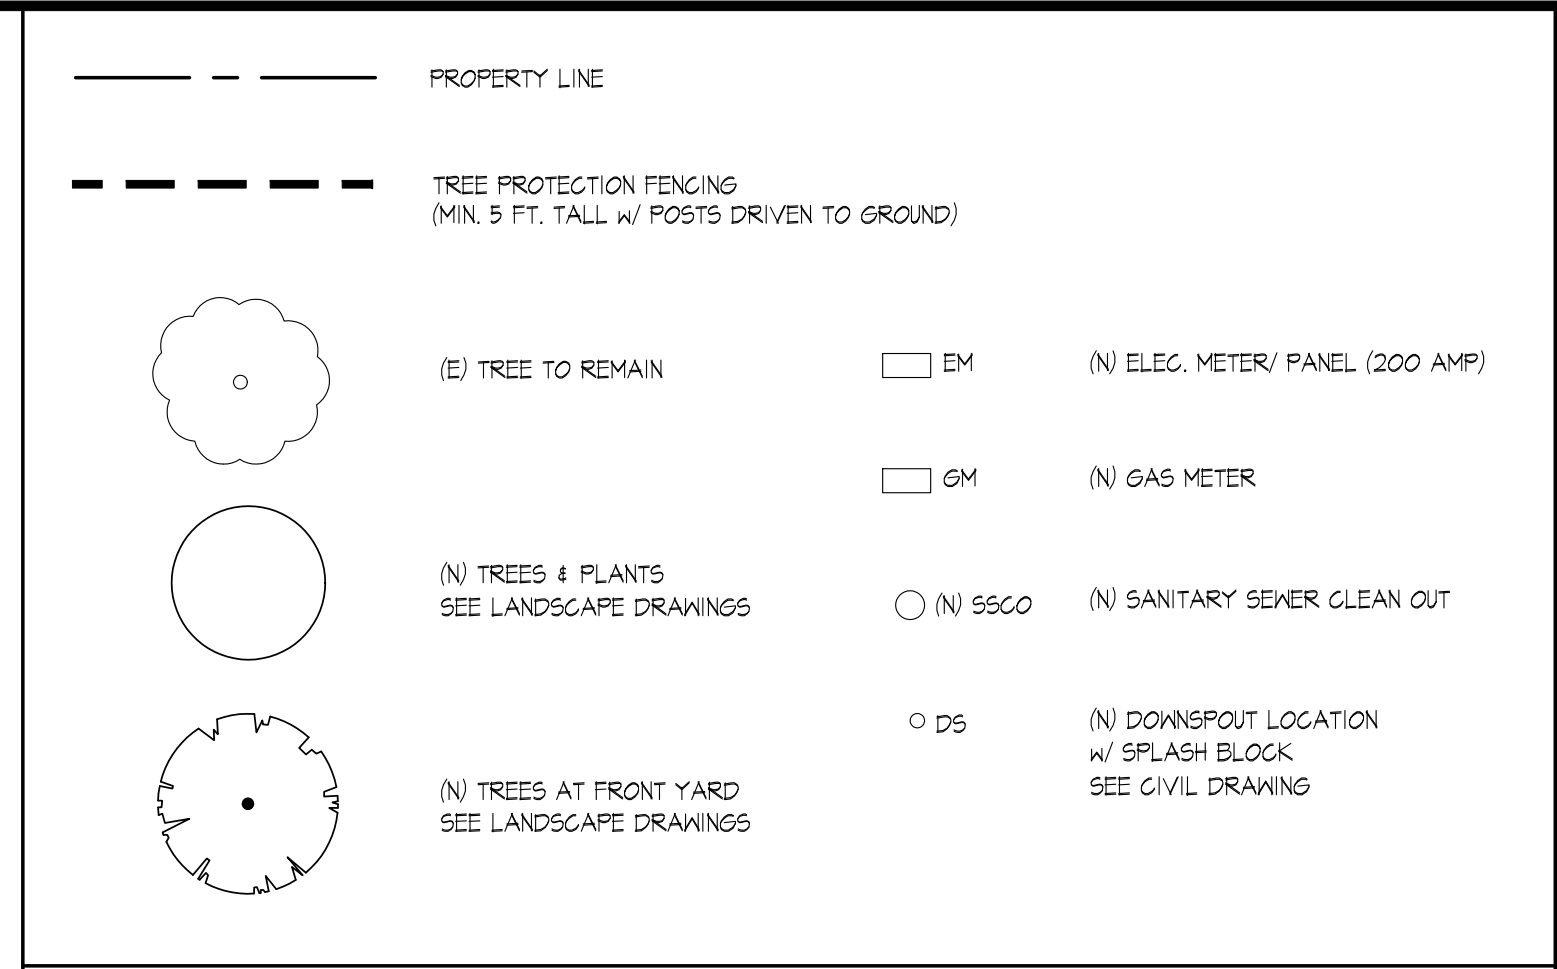 PROPERTY LINE
TREE PROTECTION FENCING
(MIN. 5 FT. TALL W/ POSTS DRIVEN TO GROUND)
(E) TREE TO REMAIN
(N) TREES & PLANTS
SEE LANDSCAPE DRAWINGS
(N) TREES AT FRONT YARD
SEE LANDSCAPE DRAWINGS
EM (N) ELEC. METER/ PANEL (200 AMP)
GM (N) GAS METER
(N) SSCO (N) SANITARY SEWER CLEAN OUT
DS (N) DOWNSPOUT LOCATION
W/ SPLASH BLOCK
SEE CIVIL DRAWING